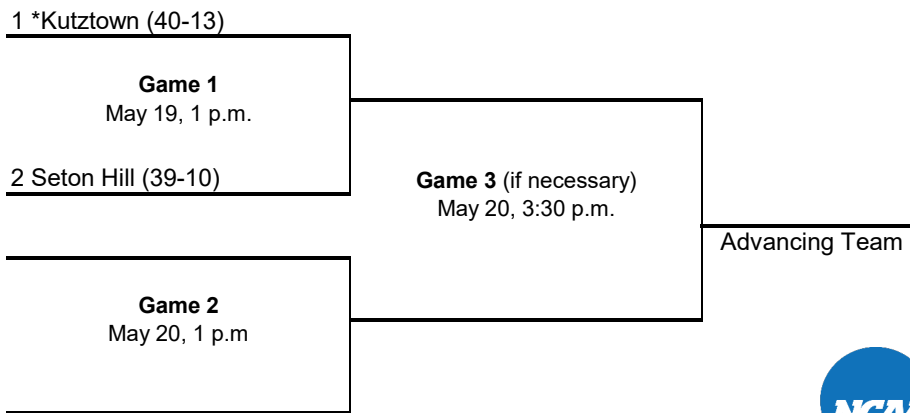 1 *Kutztown (40-13)
Game 1
May 19, 1 p.m.
2 Seton Hill (39-10)
Game 3 (if necessary)
May 20, 3:30 p.m.
Advancing Team
Game 2
May 20, 1 p.m